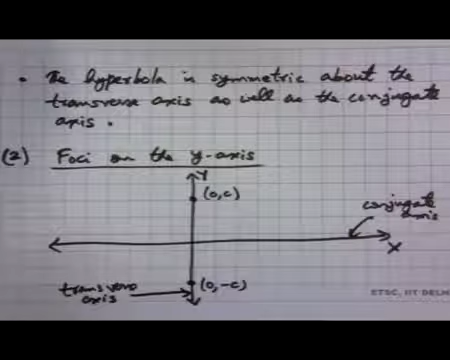 • The hyperbola is symmetric about the
transverse axis as well as the conjugate
axis.
(2) Foci on the y-axis
Y
(0,c)
conjugate
axis
X
transverse
axis
(0,-c)
ETSC, IIT DELHI